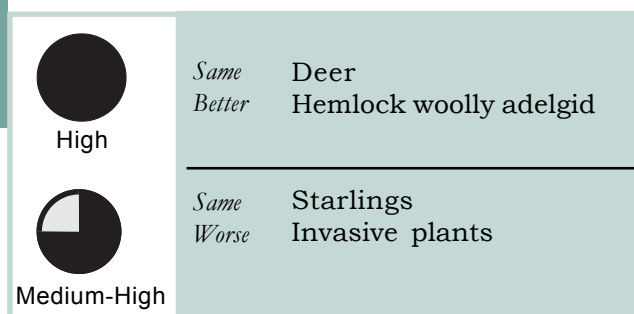 Same Deer
Better Hemlock woolly adelgid
High
Same Starlings
Worse Invasive plants
Medium-High